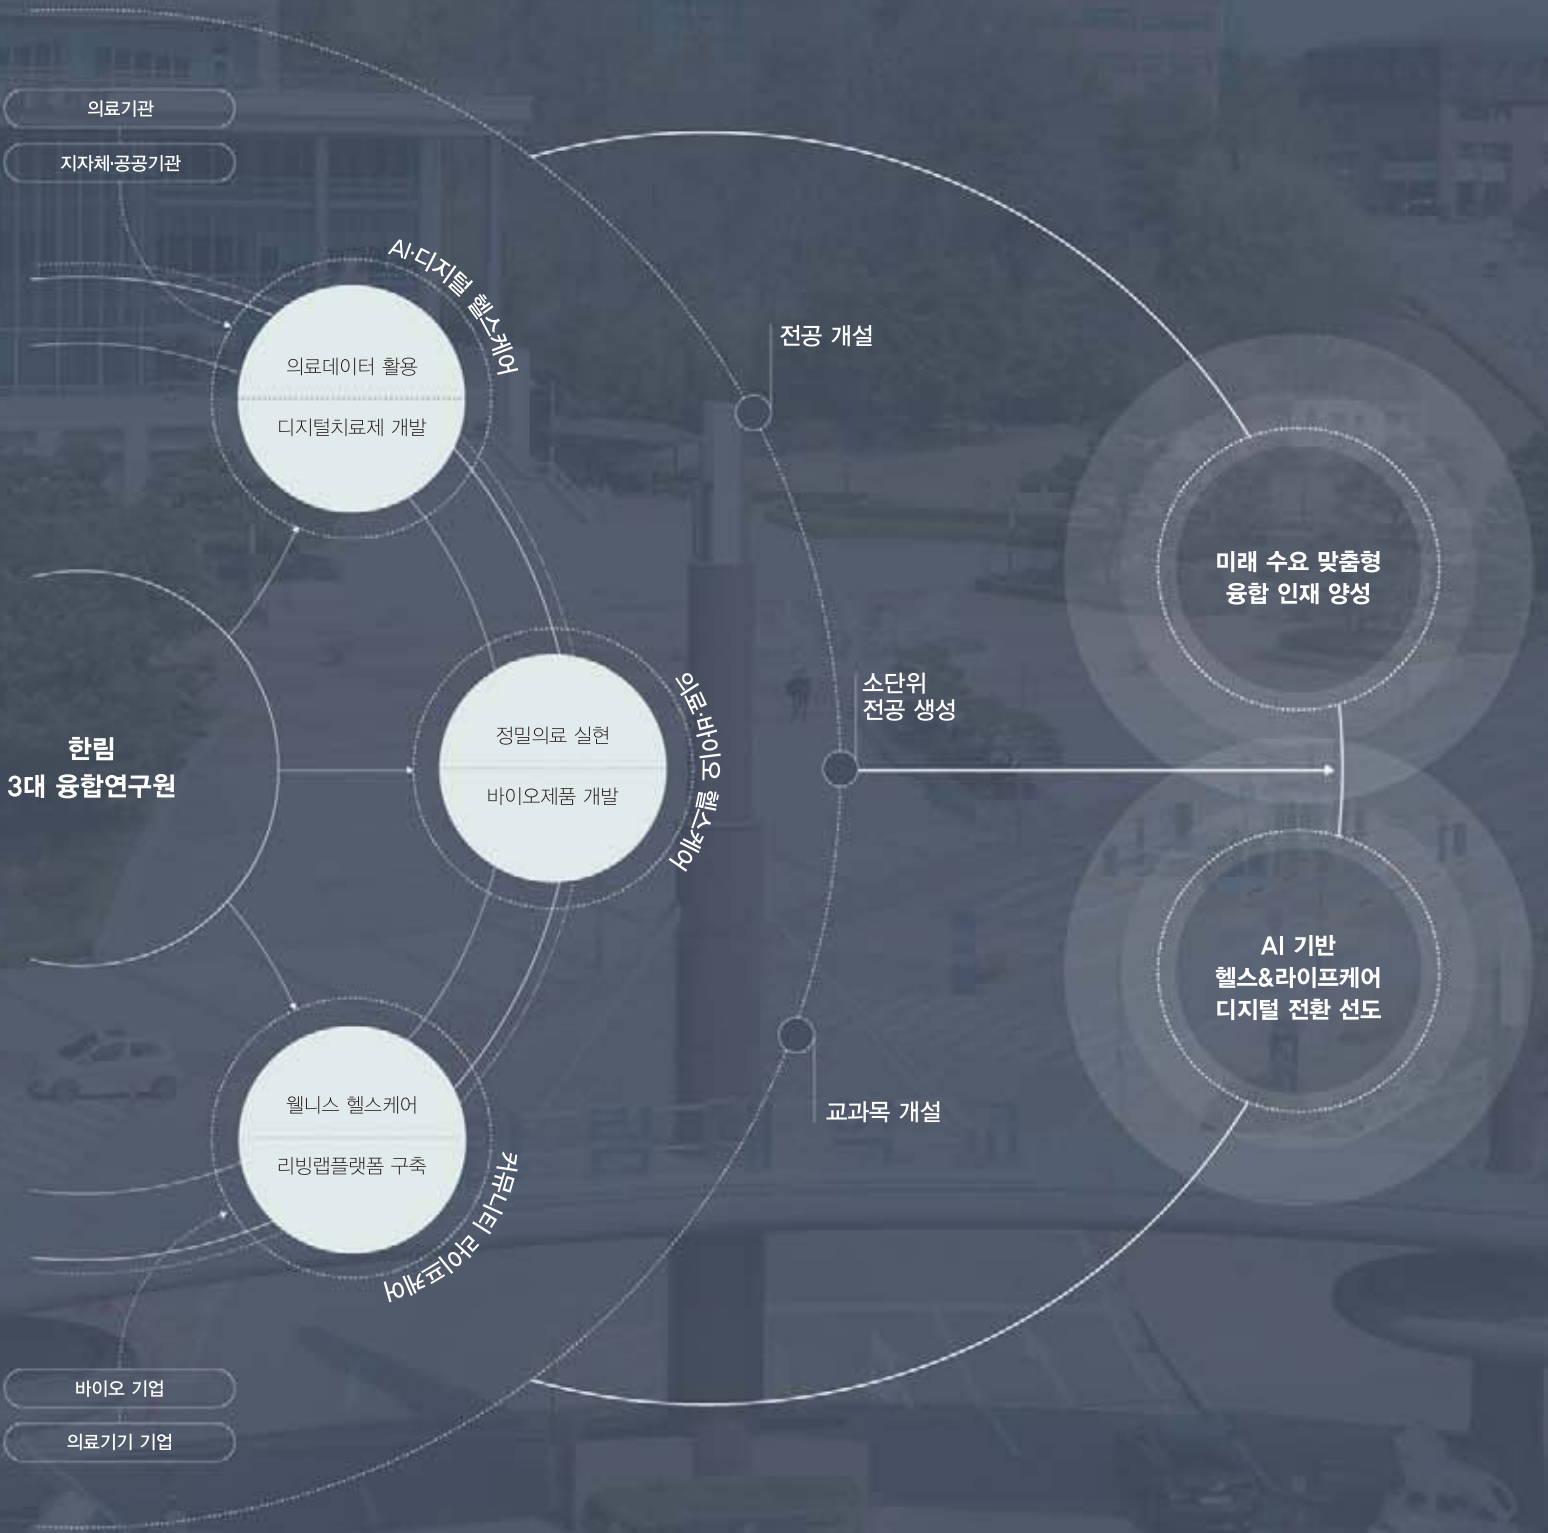 의료기관
지자체·공공기관
AI·디지털 헬스케어
의료데이터 활용
디지털치료제 개발
한림
3대 융합연구원
정밀의료 실현
바이오제품 개발
의료·바이오 헬스케어
웰니스 헬스케어
리빙랩플랫폼 구축
커뮤니티 라이프케어
바이오 기업
의료기기 기업
전공 개설
소단위
전공 생성
교과목 개설
미래 수요 맞춤형
융합 인재 양성
AI 기반
헬스&라이프케어
디지털 전환 선도